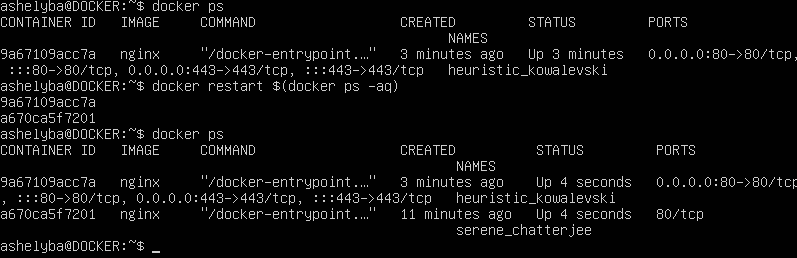 ashelyba@DOCKER:~$ docker ps
CONTAINER ID   IMAGE     COMMAND                  CREATED          STATUS         PORTS
                                                         NAMES
9a67109acc7a   nginx     "/docker-entrypoint.…"   3 minutes ago    Up 3 minutes   0.0.0.0:80->80/tcp,
 :::80->80/tcp, 0.0.0.0:443->443/tcp, :::443->443/tcp   heuristic_kowalevski
ashelyba@DOCKER:~$ docker restart $(docker ps -aq)
9a67109acc7a
a670ca5f7201
ashelyba@DOCKER:~$ docker ps
CONTAINER ID   IMAGE     COMMAND                  CREATED          STATUS         PORTS
                                                          NAMES
9a67109acc7a   nginx     "/docker-entrypoint.…"   3 minutes ago    Up 4 seconds   0.0.0.0:80->80/tcp
, :::80->80/tcp, 0.0.0.0:443->443/tcp, :::443->443/tcp   heuristic_kowalevski
a670ca5f7201   nginx     "/docker-entrypoint.…"   11 minutes ago   Up 4 seconds   80/tcp
                                                         serene_chatterjee
ashelyba@DOCKER:~$ _